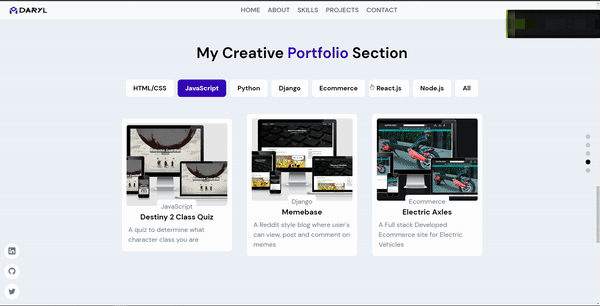 DARYL
HOME ABOUT SKILLS PROJECTS CONTACT
My Creative Portfolio Section
HTML/CSS JavaScript Python Django Ecommerce React.js Node.js All
JavaScript
Destiny 2 Class Quiz
A quiz to determine what
character class you are
Django
Memebase
A Reddit style blog where user's
can view, post and comment on
memes
Ecommerce
Electric Axles
A Full stack Developed
Ecommerce site for Electric
Vehicles